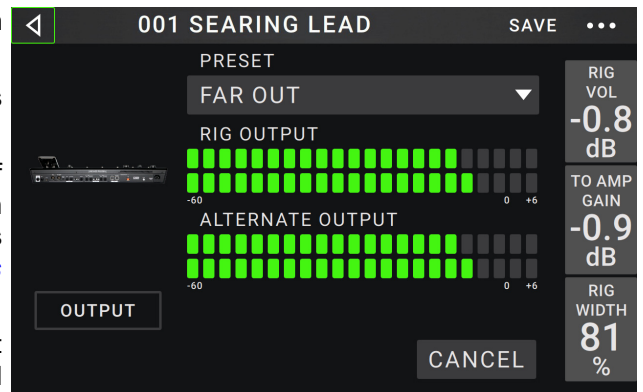 001 SEARING LEAD
SAVE
PRESET
FAR OUT
RIG OUTPUT
-60 0 +6
ALTERNATE OUTPUT
-60 0 +6
OUTPUT
CANCEL
RIG
VOL
-0.8
dB
TO AMP
GAIN
-0.9
dB
RIG
WIDTH
81
%